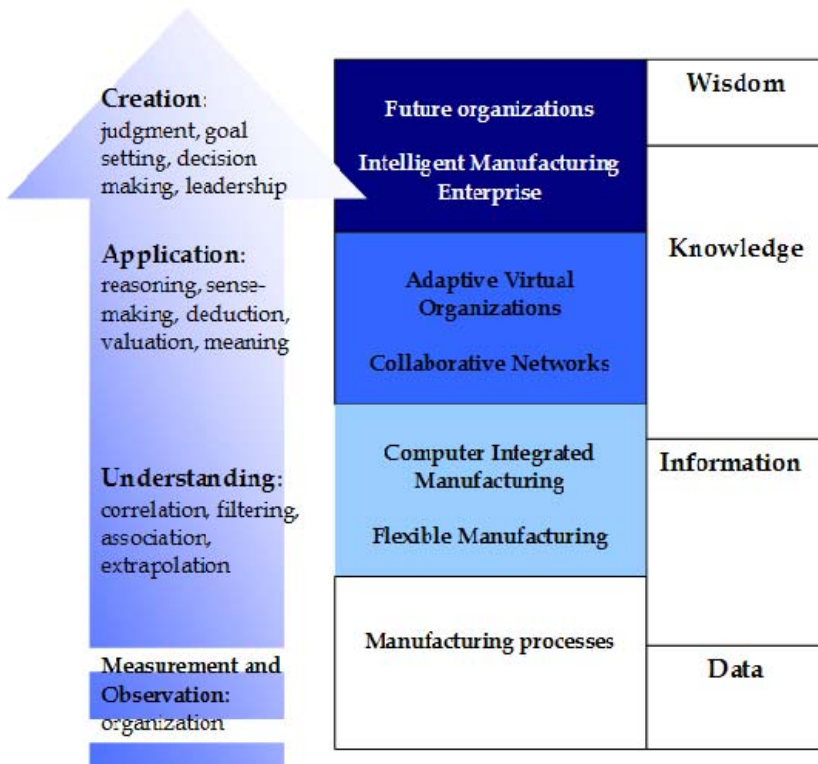 Creation:
judgment, goal
setting, decision
making, leadership
Application:
reasoning, sense-
making, deduction,
valuation, meaning
Understanding:
correlation, filtering,
association,
extrapolation
Measurement and
Observation:
organization
Future organizations
Intelligent Manufacturing
Enterprise
Adaptive Virtual
Organizations
Collaborative Networks
Computer Integrated
Manufacturing
Flexible Manufacturing
Manufacturing processes
Wisdom
Knowledge
Information
Data